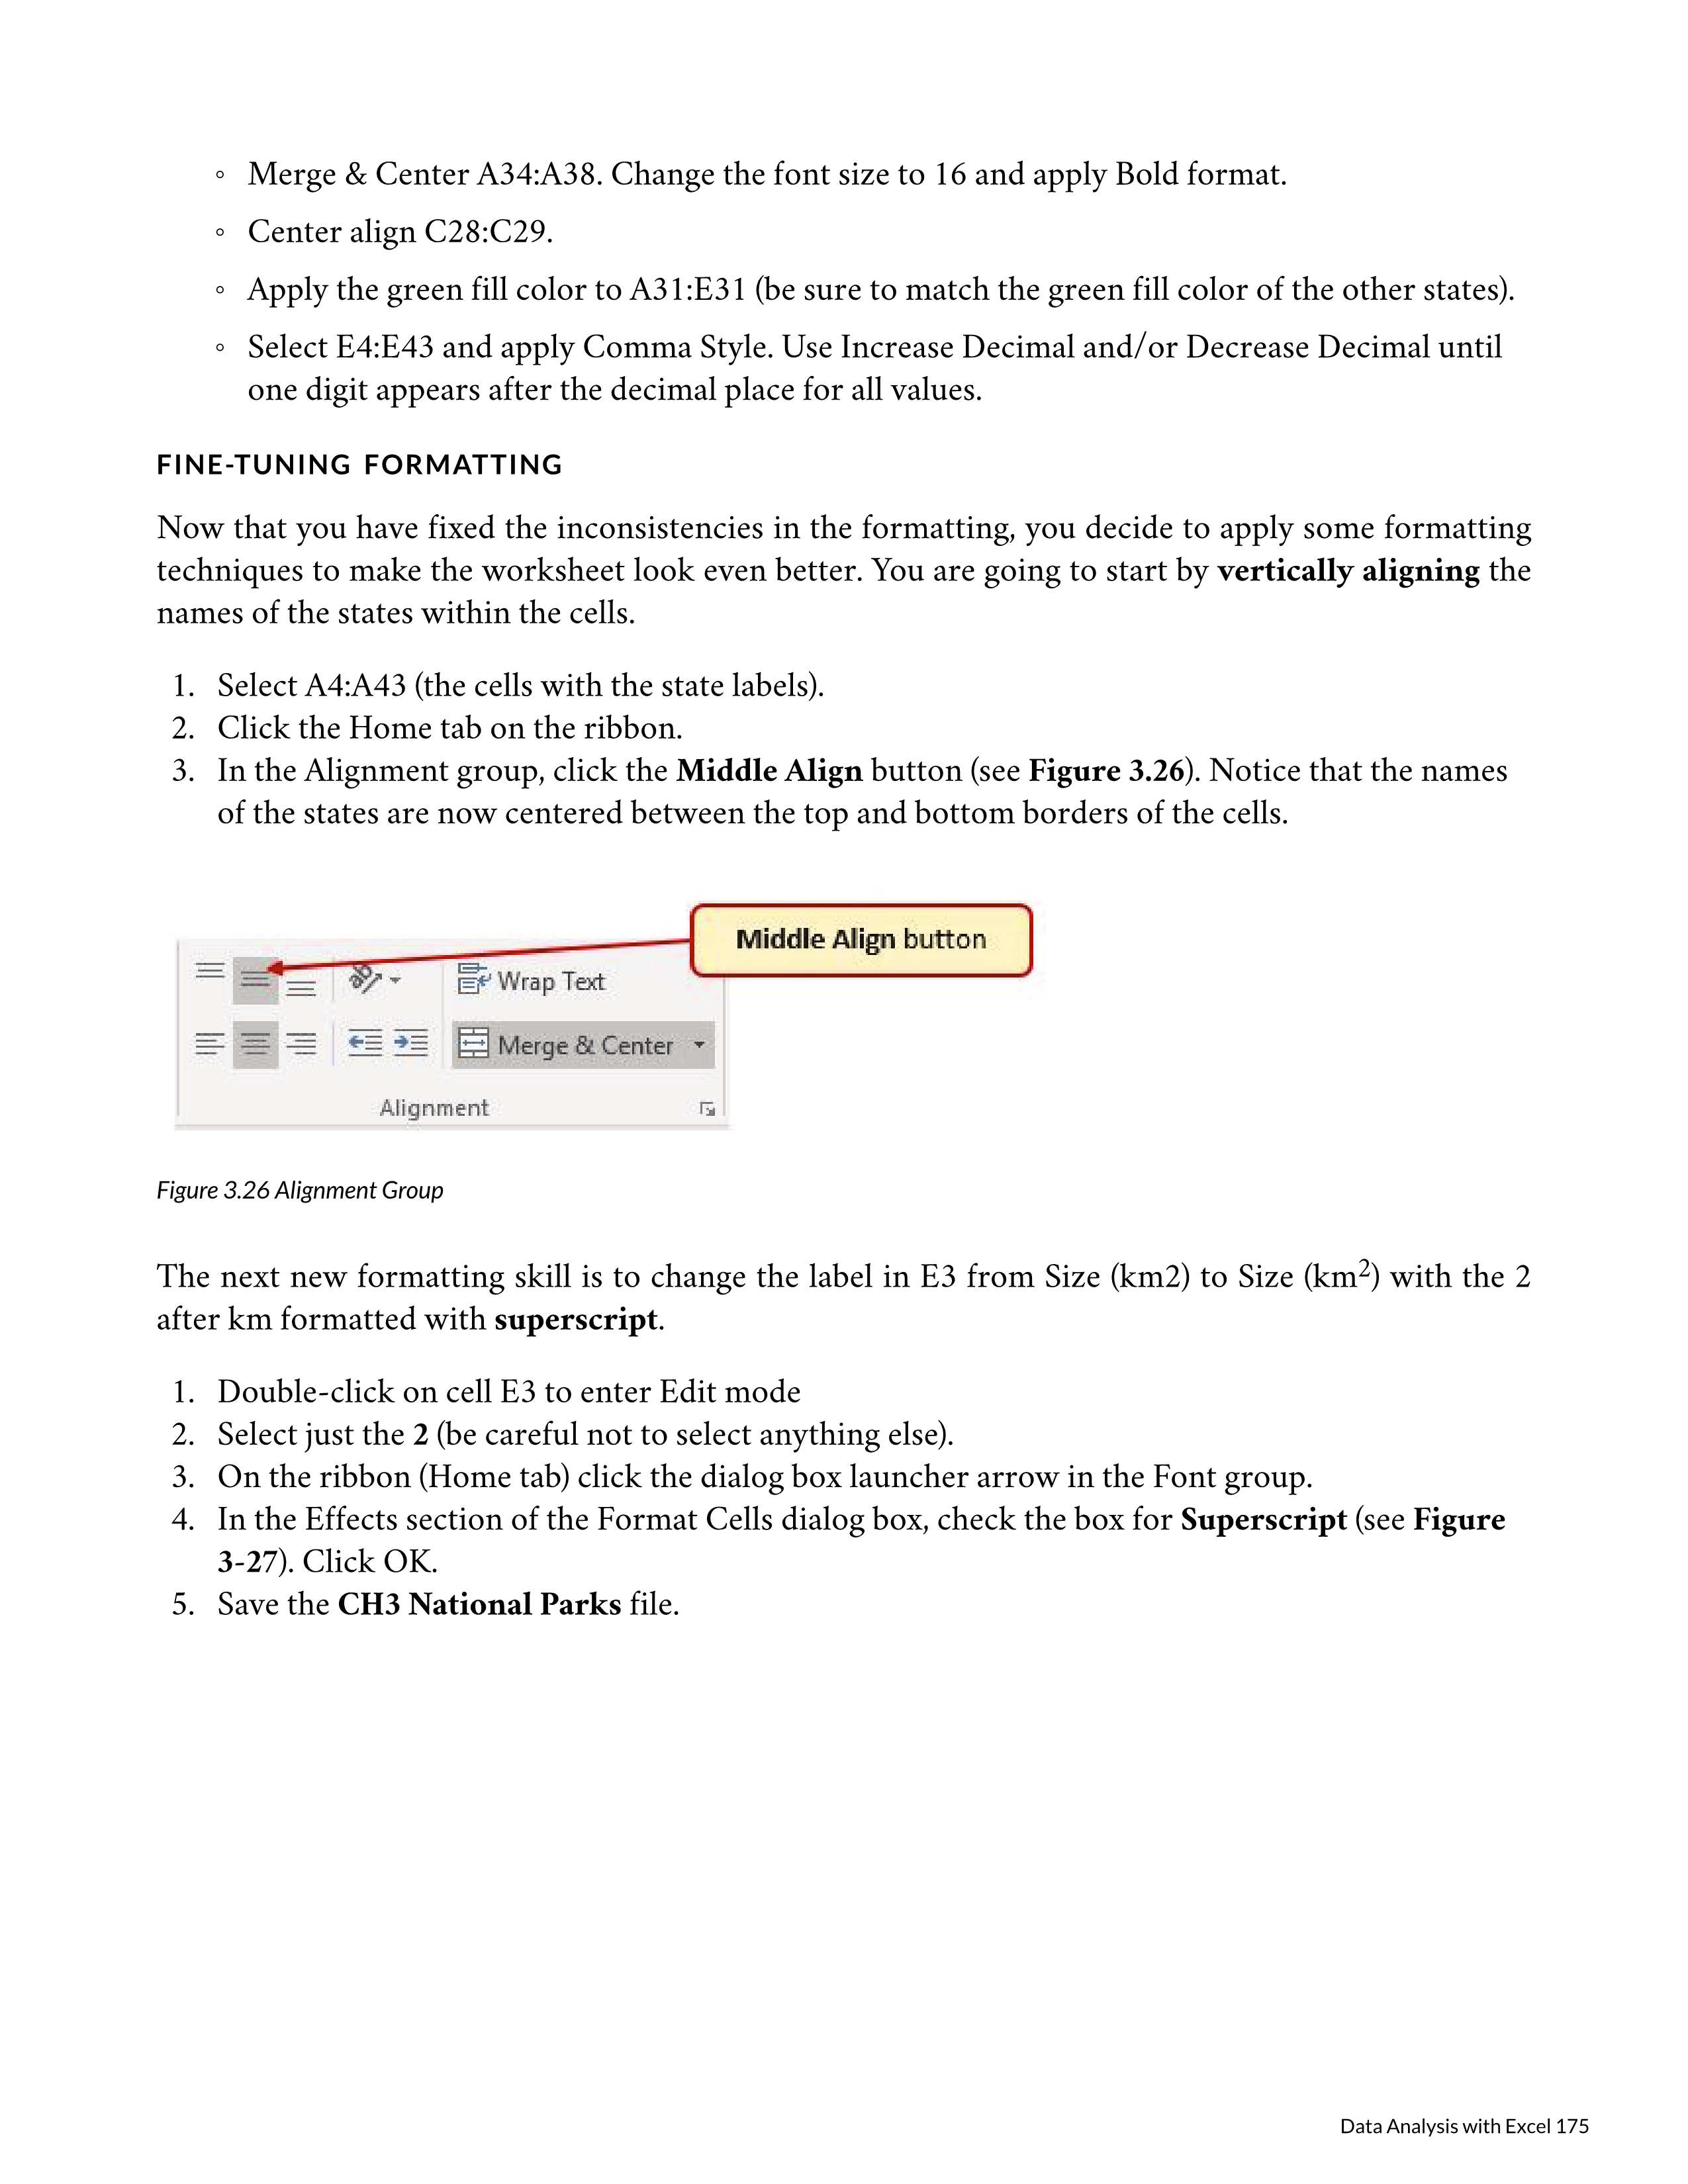 ◦ Merge & Center A34:A38. Change the font size to 16 and apply Bold format.
◦ Center align C28:C29.
◦ Apply the green fill color to A31:E31 (be sure to match the green fill color of the other states).
◦ Select E4:E43 and apply Comma Style. Use Increase Decimal and/or Decrease Decimal until
one digit appears after the decimal place for all values.
FINE-TUNING FORMATTING
Now that you have fixed the inconsistencies in the formatting, you decide to apply some formatting
techniques to make the worksheet look even better. You are going to start by vertically aligning the
names of the states within the cells.
1. Select A4:A43 (the cells with the state labels).
2. Click the Home tab on the ribbon.
3. In the Alignment group, click the Middle Align button (see Figure 3.26). Notice that the names
of the states are now centered between the top and bottom borders of the cells.
Middle Align button
ab
Wrap Text
Merge & Center
Alignment
Figure 3.26 Alignment Group
The next new formatting skill is to change the label in E3 from Size (km2) to Size (km²) with the 2
after km formatted with superscript.
1. Double-click on cell E3 to enter Edit mode
2. Select just the 2 (be careful not to select anything else).
3. On the ribbon (Home tab) click the dialog box launcher arrow in the Font group.
4. In the Effects section of the Format Cells dialog box, check the box for Superscript (see Figure
3-27). Click OK.
5. Save the CH3 National Parks file.
Data Analysis with Excel 175